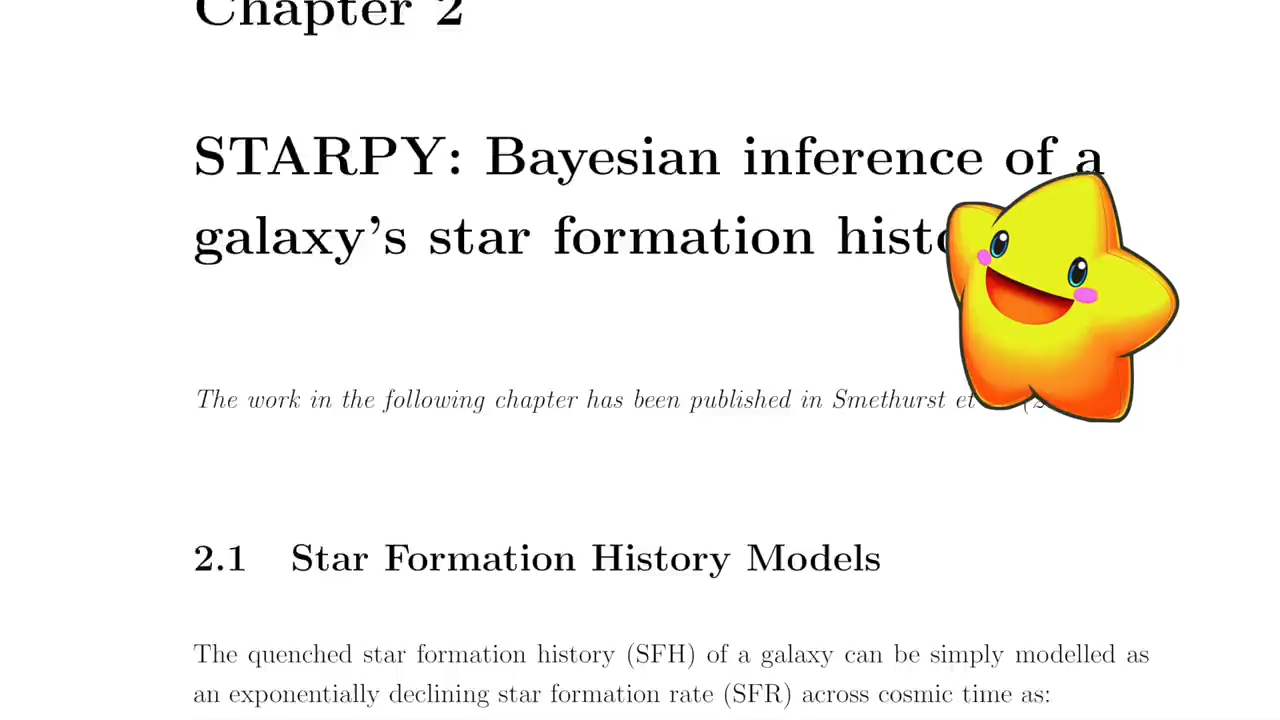 Chapter 2
STARPY: Bayesian inference of a
galaxy's star formation
The work in the following chapter has been published in Smethurst et
2.1 Star Formation History Models
The quenched star formation history (SFH) of a galaxy can be simply modelled as
an exponentially declining star formation rate (SFR) across cosmic time as: